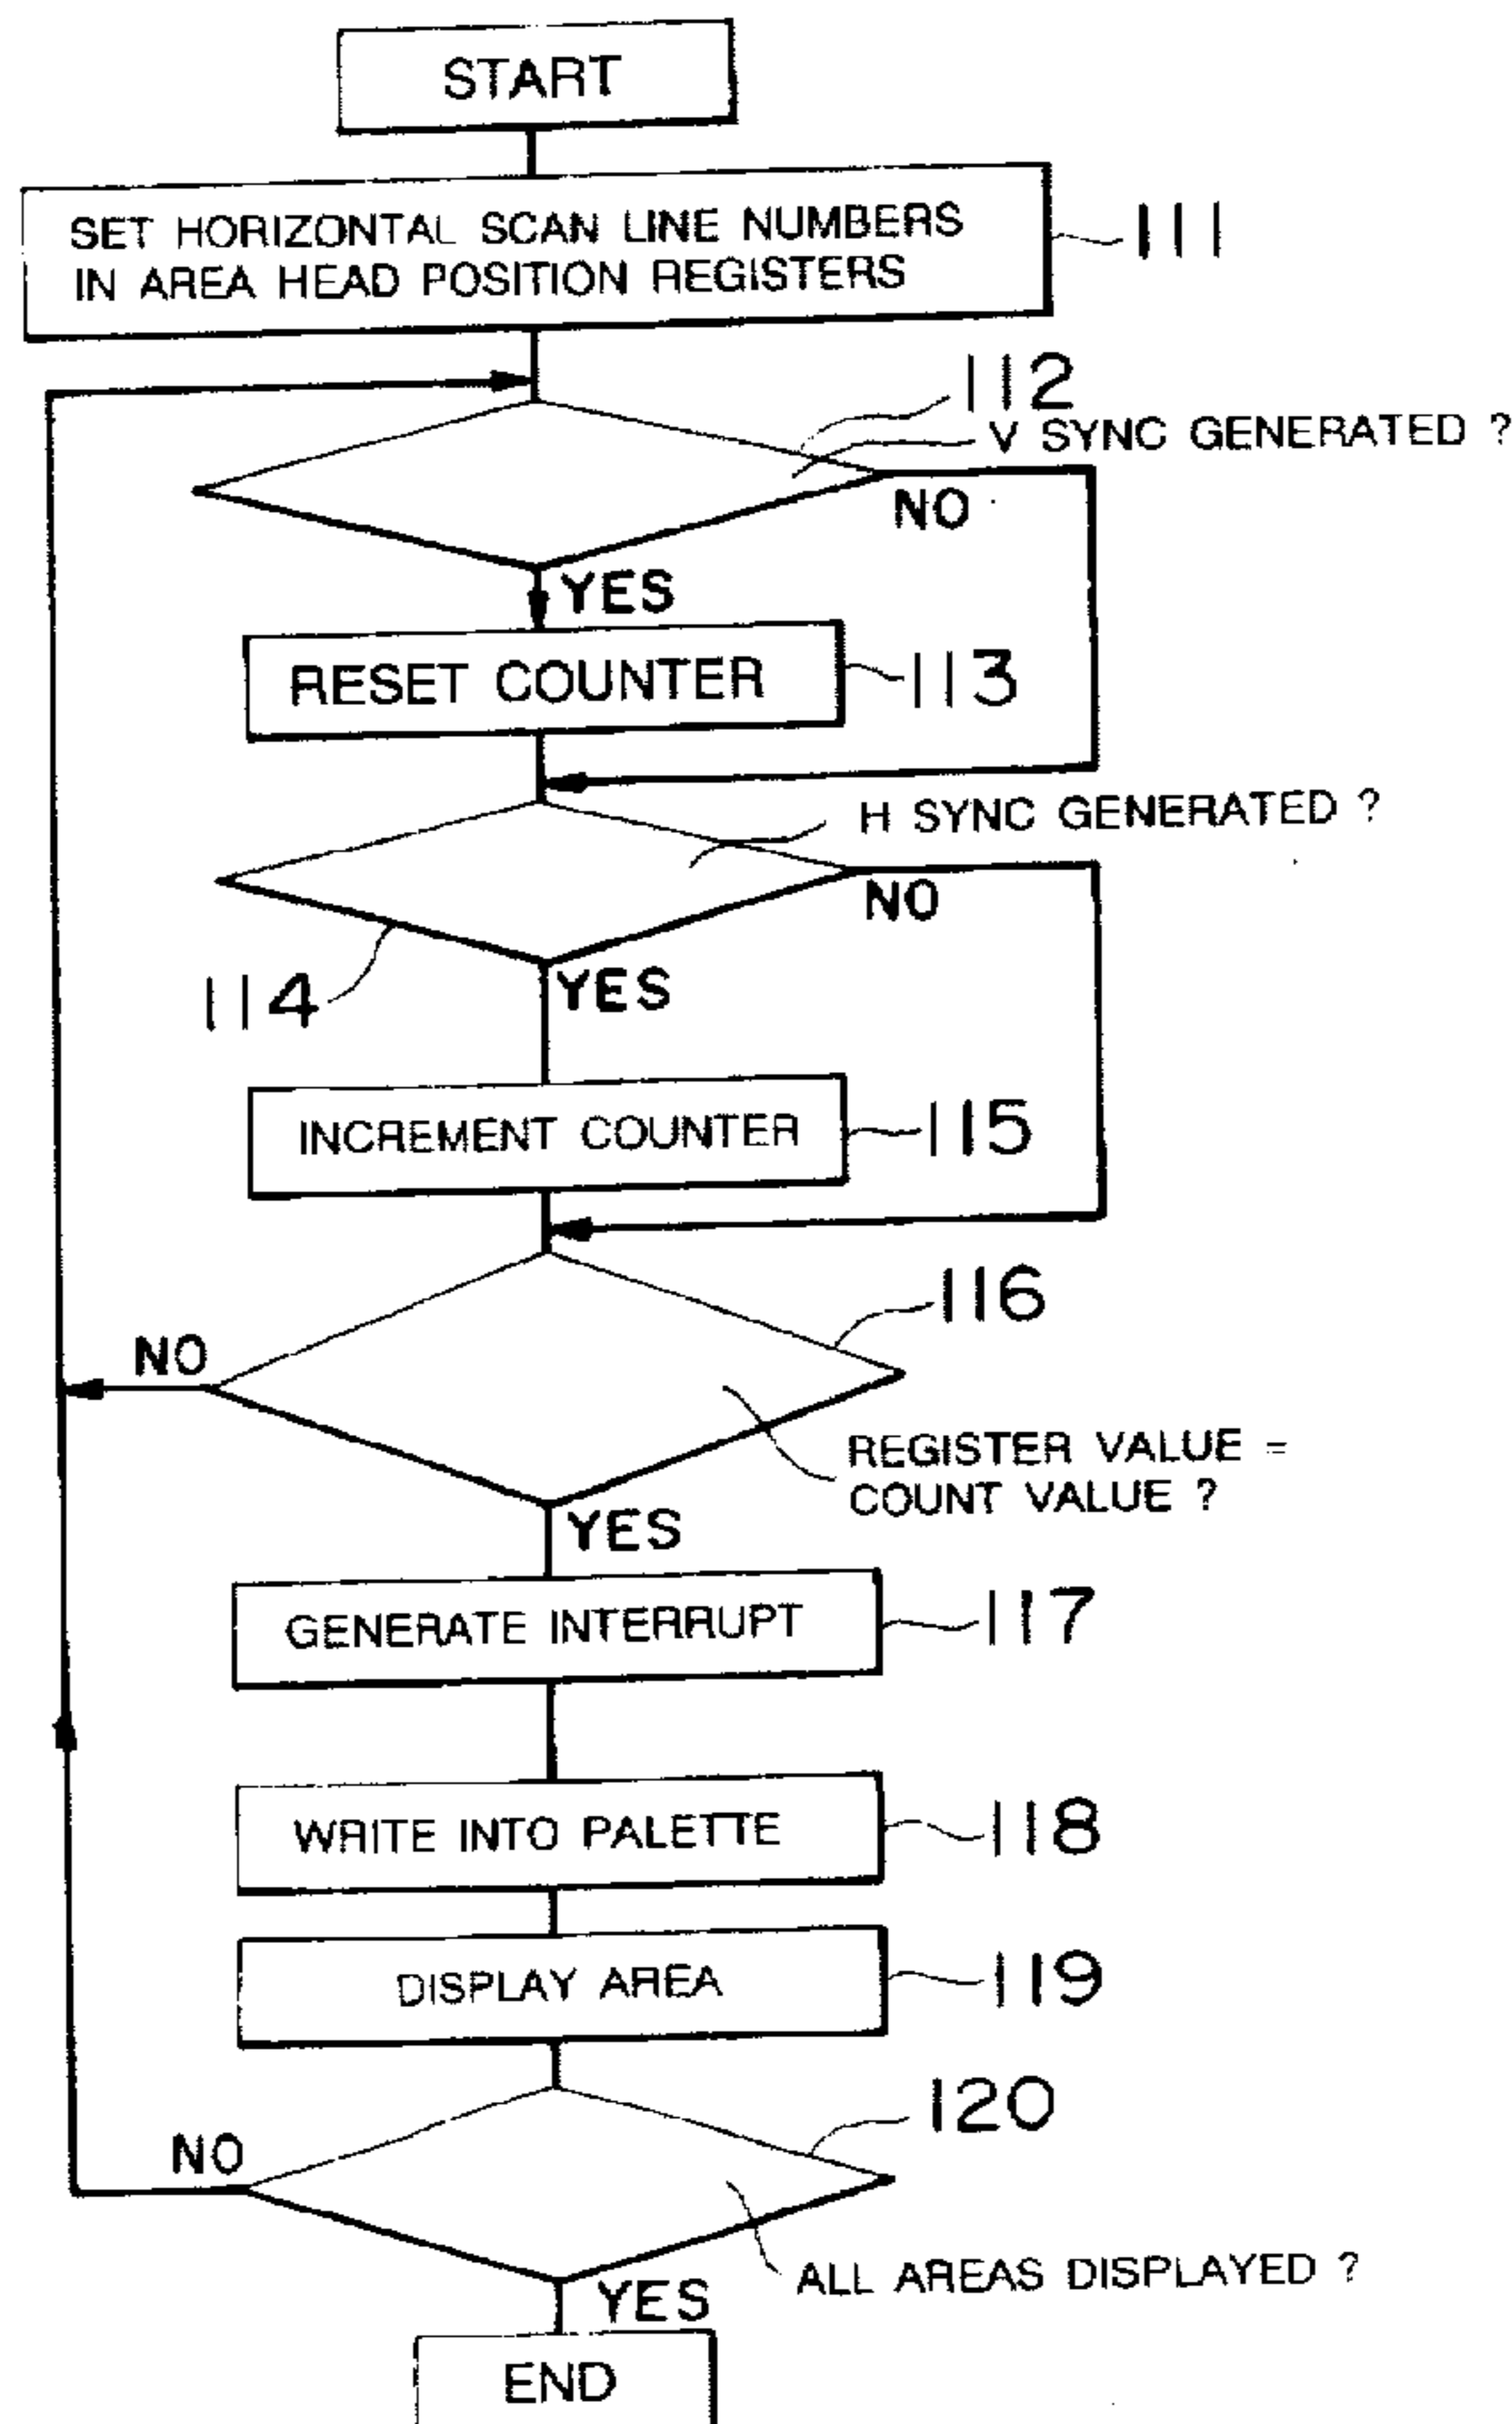 START
SET HORIZONTAL SCAN LINE NUMBERS
IN AREA HEAD POSITION REGISTERS
111
112
V SYNC GENERATED ?
NO
YES
RESET COUNTER
113
H SYNC GENERATED ?
NO
114
YES
INCREMENT COUNTER
115
116
NO
REGISTER VALUE =
COUNT VALUE ?
YES
GENERATE INTERRUPT
117
WRITE INTO PALETTE
118
DISPLAY AREA
119
120
NO
ALL AREAS DISPLAYED ?
YES
END